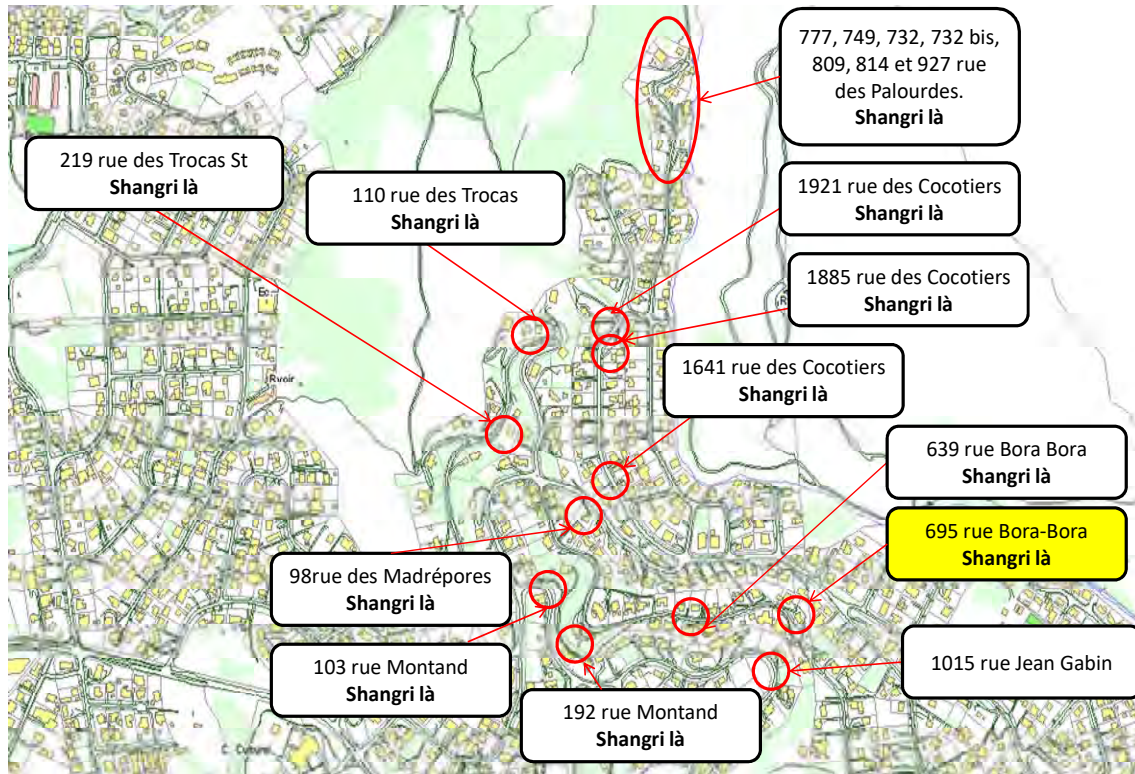 777, 749, 732, 732 bis,
809, 814 et 927 rue
des Palourdes.
Shangri là
219 rue des Trocas St
Shangri là
110 rue des Trocas
Shangri là
1921 rue des Cocotiers
Shangri là
1885 rue des Cocotiers
Shangri là
1641 rue des Cocotiers
Shangri là
639 rue Bora Bora
Shangri là
695 rue Bora-Bora
Shangri là
98rue des Madrépores
Shangri là
103 rue Montand
Shangri là
192 rue Montand
Shangri là
1015 rue Jean Gabin
Ec.
Rvoir